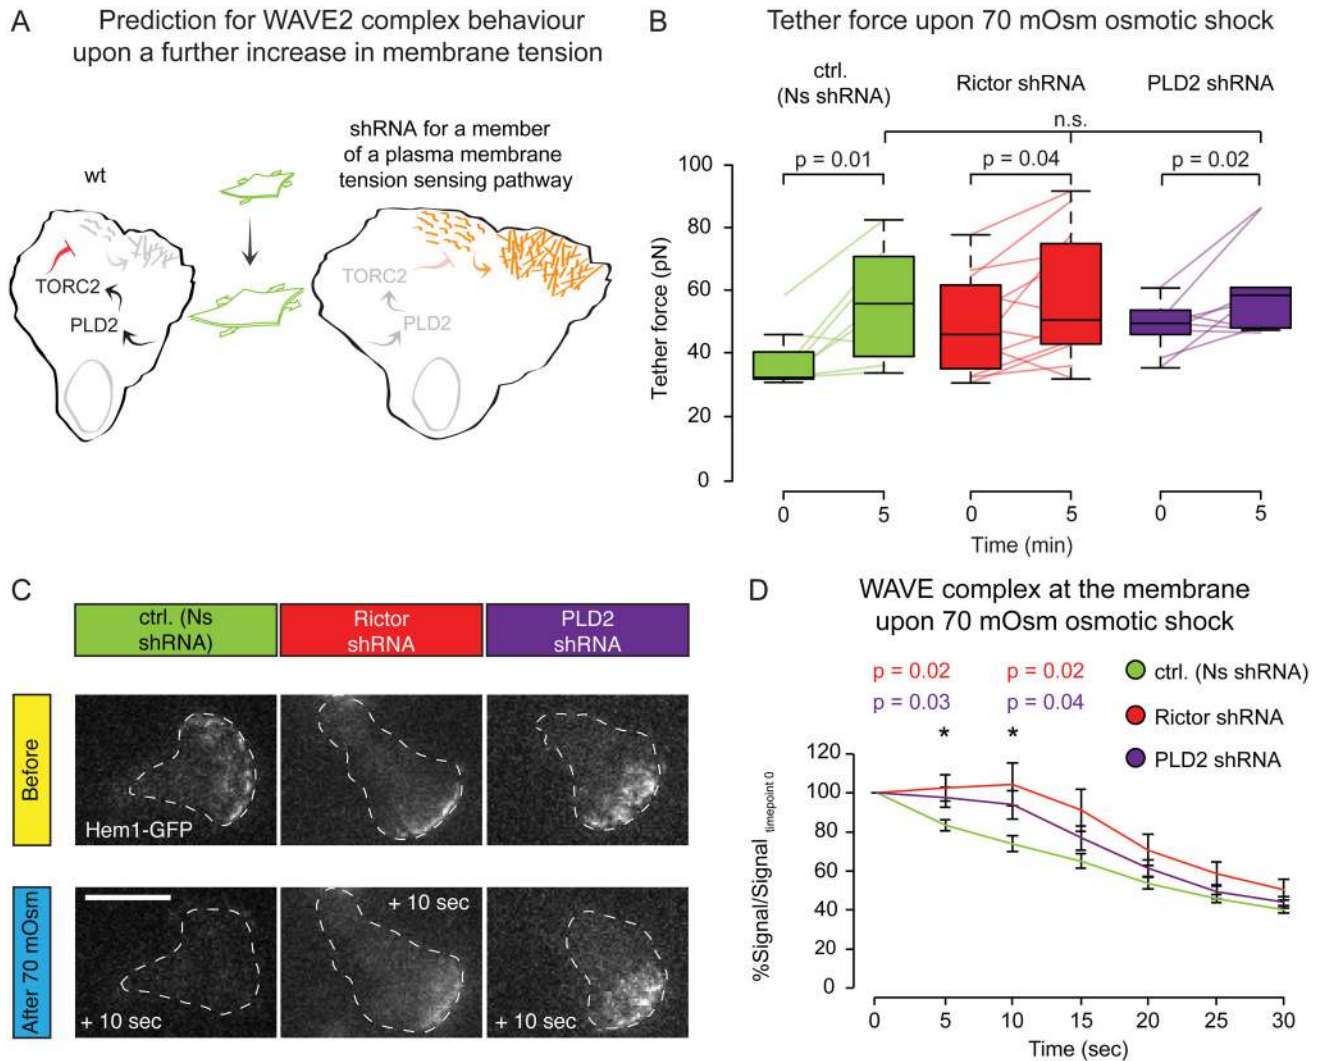 A
Prediction for WAVE2 complex behaviour
upon a further increase in membrane tension
wt
shRNA for a member
of a plasma membrane
tension sensing pathway
TORC2
PLD2
TORC2
PLD2
B
Tether force upon 70 mOsm osmotic shock
ctrl.
(Ns shRNA)
Rictor shRNA
PLD2 shRNA
n.s.
p = 0.01
p = 0.04
p = 0.02
Tether force (pN)
100
80
60
40
20
0
0 5 0 5 0 5
Time (min)
C
ctrl. (Ns
shRNA)
Rictor
shRNA
PLD2
shRNA
Before
Hem1-GFP
After 70 mOsm
+ 10 sec
+ 10 sec
+ 10 sec
D
WAVE complex at the membrane
upon 70 mOsm osmotic shock
p = 0.02 p = 0.02
p = 0.03 p = 0.04
* *
ctrl. (Ns shRNA)
Rictor shRNA
PLD2 shRNA
%Signal/Signal timepoint 0
120
100
80
60
40
20
0
0 5 10 15 20 25 30
Time (sec)